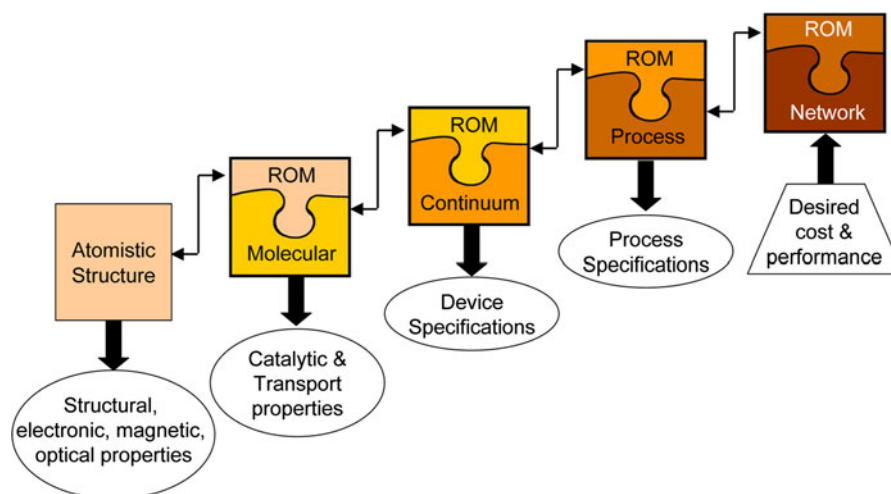 Atomistic
Structure
Structural,
electronic, magnetic,
optical properties
ROM
Molecular
Catalytic &
Transport
properties
ROM
Continuum
Device
Specifications
ROM
Process
Process
Specifications
ROM
Network
Desired
cost &
performance